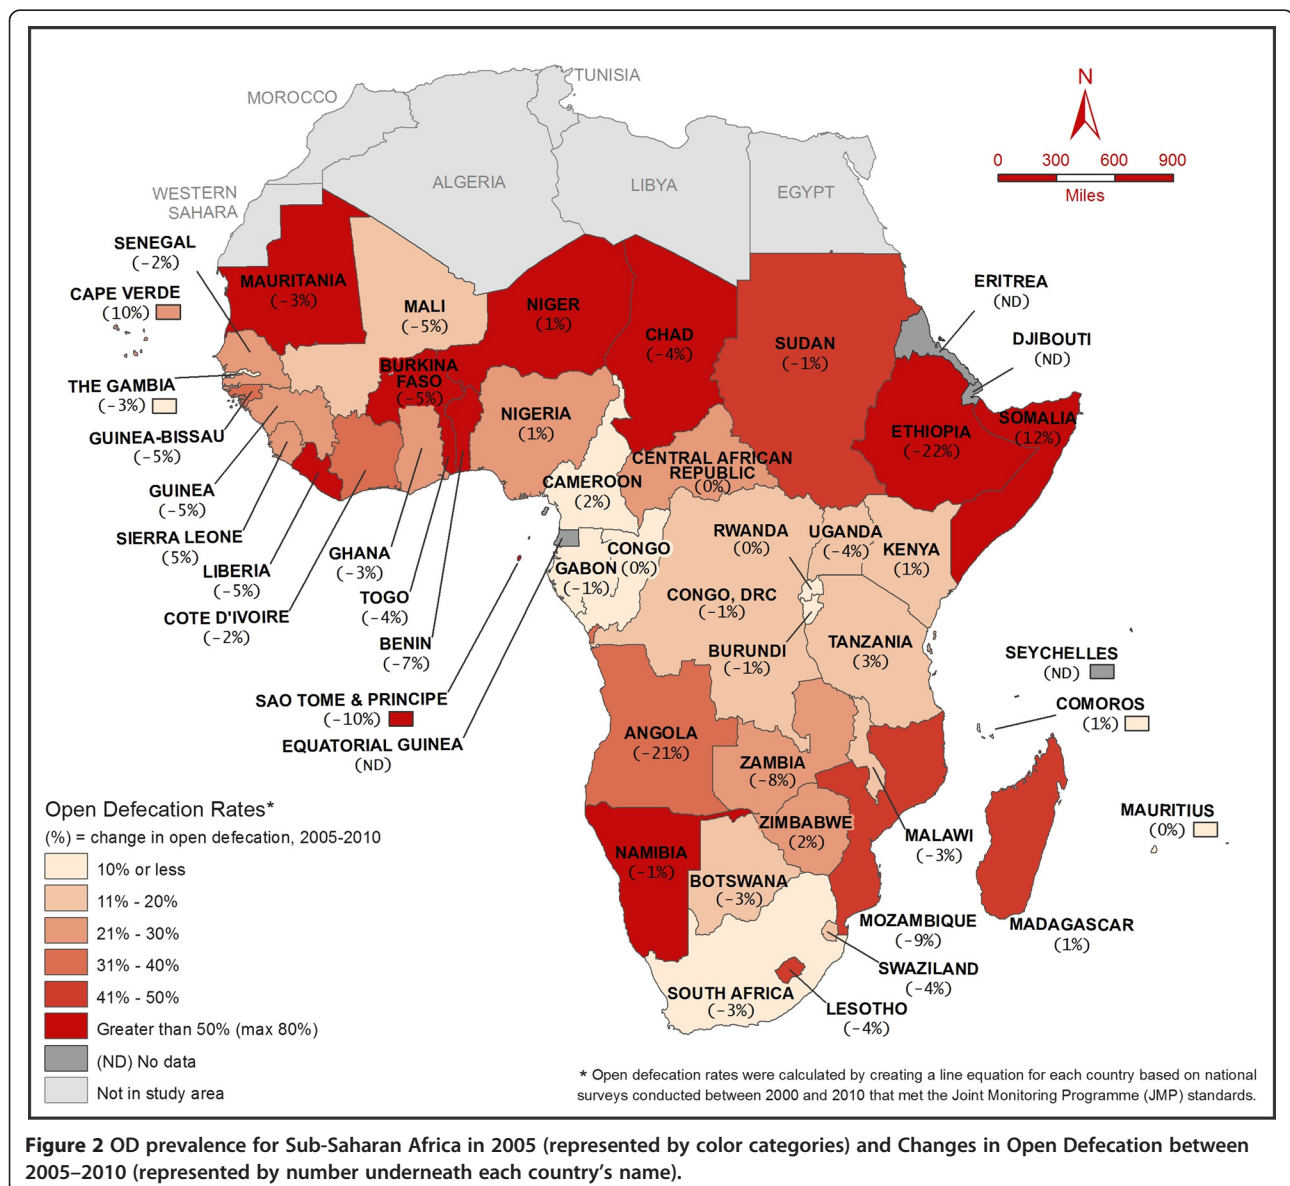 MOROCCO
TUNISIA
ALGERIA
LIBYA
EGYPT
WESTERN
SAHARA
N
0 300 600 900
Miles
SENEGAL
(-2%)
CAPE VERDE
(10%)
THE GAMBIA
(-3%)
GUINEA-BISSAU
(-5%)
GUINEA
(-5%)
SIERRA LEONE
(5%)
LIBERIA
(-5%)
COTE D'IVOIRE
(-2%)
GHANA
(-3%)
TOGO
(-4%)
BENIN
(-7%)
SAO TOME & PRINCIPE
(-10%)
EQUATORIAL GUINEA
(ND)
MAURITANIA
(-3%)
MALI
(-5%)
BURKINA
FASO
(-5%)
NIGER
(1%)
NIGERIA
(1%)
CHAD
(-4%)
SUDAN
(-1%)
ERITREA
(ND)
DJIBOUTI
(ND)
ETHIOPIA
(-22%)
SOMALIA
(12%)
CENTRAL AFRICAN
REPUBLIC
(0%)
CAMEROON
(2%)
GABON
(-1%)
CONGO
(0%)
CONGO, DRC
(-1%)
RWANDA
(0%)
UGANDA
(-4%)
KENYA
(1%)
BURUNDI
(-1%)
TANZANIA
(3%)
SEYCHELLES
(ND)
COMOROS
(1%)
MAURITIUS
(0%)
ANGOLA
(-21%)
ZAMBIA
(-8%)
ZIMBABWE
(2%)
MALAWI
(-3%)
NAMIBIA
(-1%)
BOTSWANA
(-3%)
MOZAMBIQUE
(-9%)
MADAGASCAR
(1%)
SWAZILAND
(-4%)
LESOTHO
(-4%)
SOUTH AFRICA
(-3%)
Open Defecation Rates*
(%) = change in open defecation, 2005-2010
10% or less
11% - 20%
21% - 30%
31% - 40%
41% - 50%
Greater than 50% (max 80%)
(ND) No data
Not in study area
* Open defecation rates were calculated by creating a line equation for each country based on national
surveys conducted between 2000 and 2010 that met the Joint Monitoring Programme (JMP) standards.
Figure 2 OD prevalence for Sub-Saharan Africa in 2005 (represented by color categories) and Changes in Open Defecation between
2005–2010 (represented by number underneath each country's name).